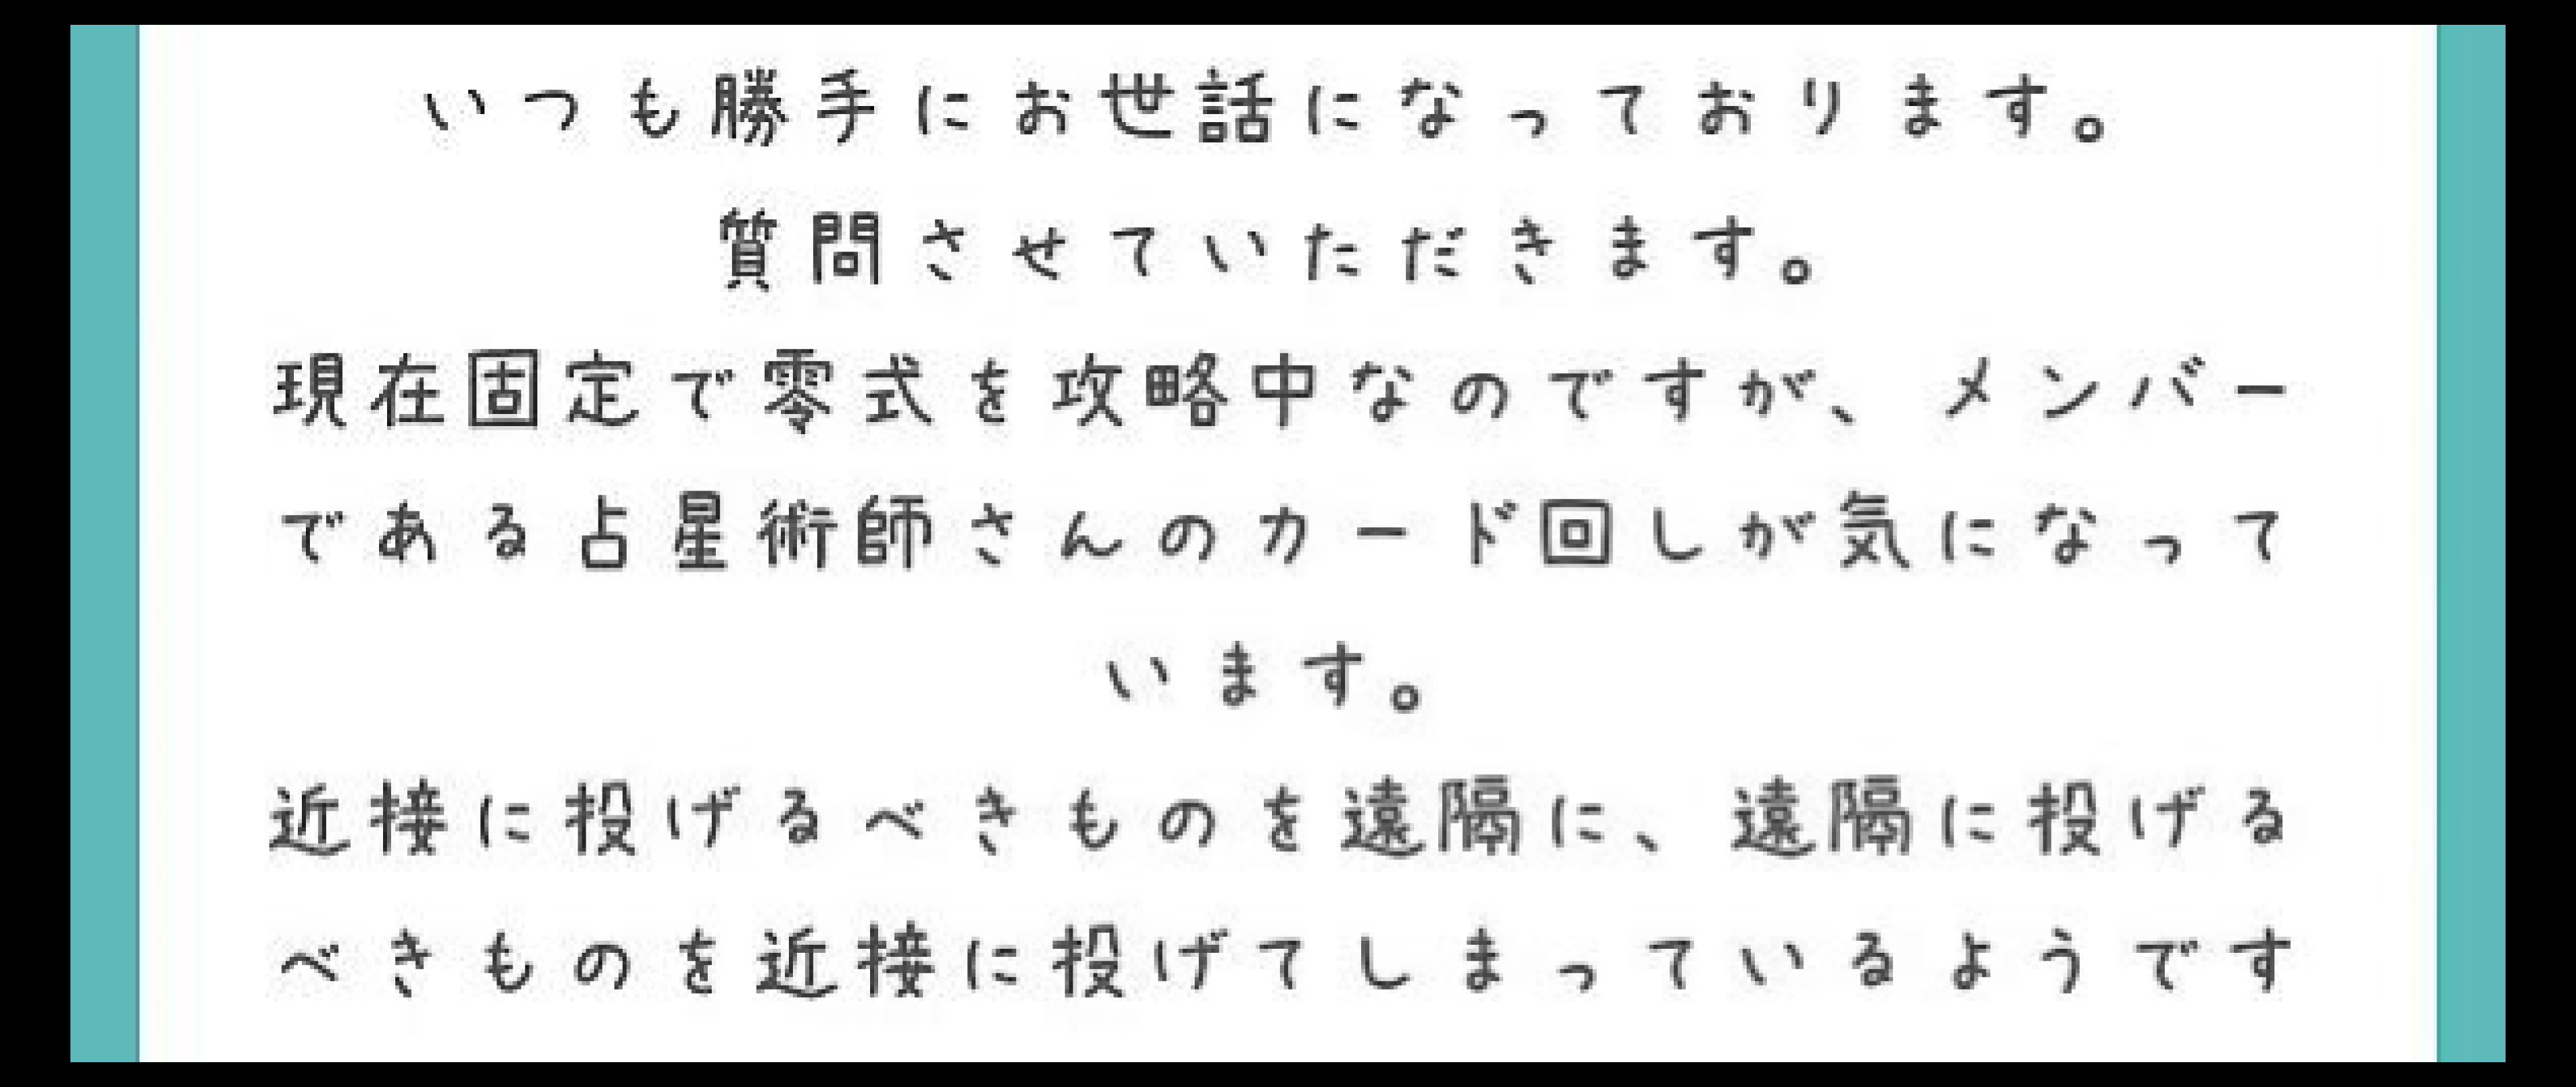 いつも勝手にお世話になっております。
質問させていただきます。
現在固定で零式を攻略中なのですが、メンバー
である占星術師さんのカード回しが気になって
います。
近接に投げるべきものを遠隔に、遠隔に投げる
べきものを近接に投げてしまっているようです